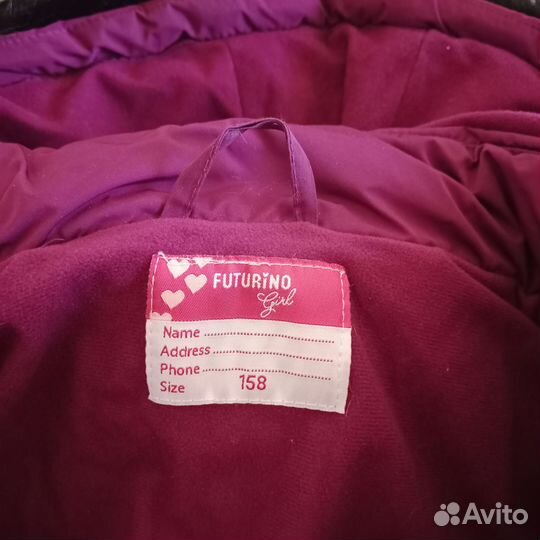 FUTURiNO
Girl
Name
Address
Phone
Size 158
Avito